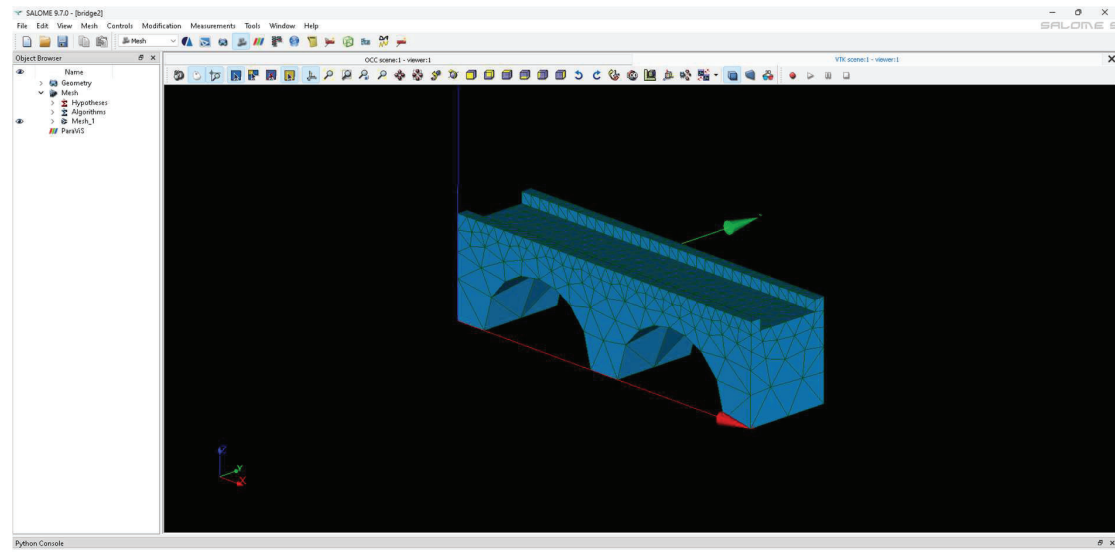 SALOME 9.7.0 - [bridge2]
File Edit View Mesh Controls Modification Measurements Tools Window Help
SALOME 9
Mesh
Object Browser
OCC scene:1 - viewer:1
VTK scene:1 - viewer:1
Name
Geometry
Mesh
Hypotheses
Algorithms
Mesh_1
ParaViS
Z
Y
X
Python Console